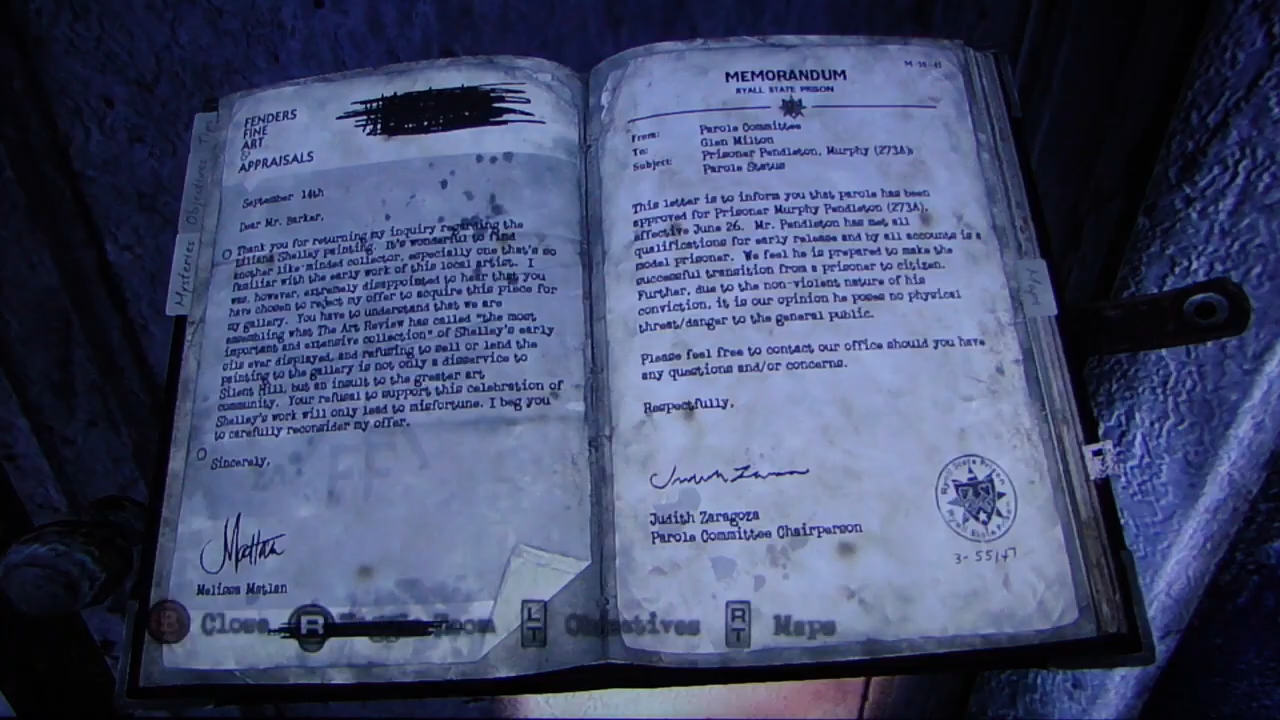 FENDERS
FINE
ART
&
APPRAISALS
September 14th
Dear Mr. Barkar,
Thank you for returning my inquiry regarding the
Liliana Shelley painting. It's wonderful to find
another like-minded collector, especially one that's so
familiar with the early work of this local artist. I
was, however, extremely disappointed to hear that you
have chosen to reject my offer to acquire this piece for
my gallery. You have to understand that we are
assembling what The Art Review has called "the most
important and extensive collection" of Shelley's early
oils ever displayed, and refusing to sell or lend the
painting to the gallery is not only a disservice to
Silent Hill, but an insult to the greater art
community. Your refusal to support this celebration of
Shelley's work will only lead to misfortune. I beg you
to carefully reconsider my offer.
Sincerely,
Melissa Matlan
MEMORANDUM
RYALL STATE PRISON
From: Parole Committee
To: Glen Milton
Subject: Prisoner Pendleton, Murphy (273A),
Parole Status
This letter is to inform you that parole has been
approved for Prisoner Murphy Pendleton (273A),
effective June 26. Mr. Pendleton has met all
qualifications for early release and by all accounts is a
model prisoner. We feel he is prepared to make the
successful transition from a prisoner to citizen.
Further, due to the non-violent nature of his
conviction, it is our opinion he poses no physical
threat/danger to the general public.
Please feel free to contact our office should you have
any questions and/or concerns.
Respectfully,
Judith Zaragoza
Parole Committee Chairperson
Ryall State Prison
Ryall State Prison
3-55147
Mysteries Objectives
Maps
B Close R Zoom LT Objectives RT Maps